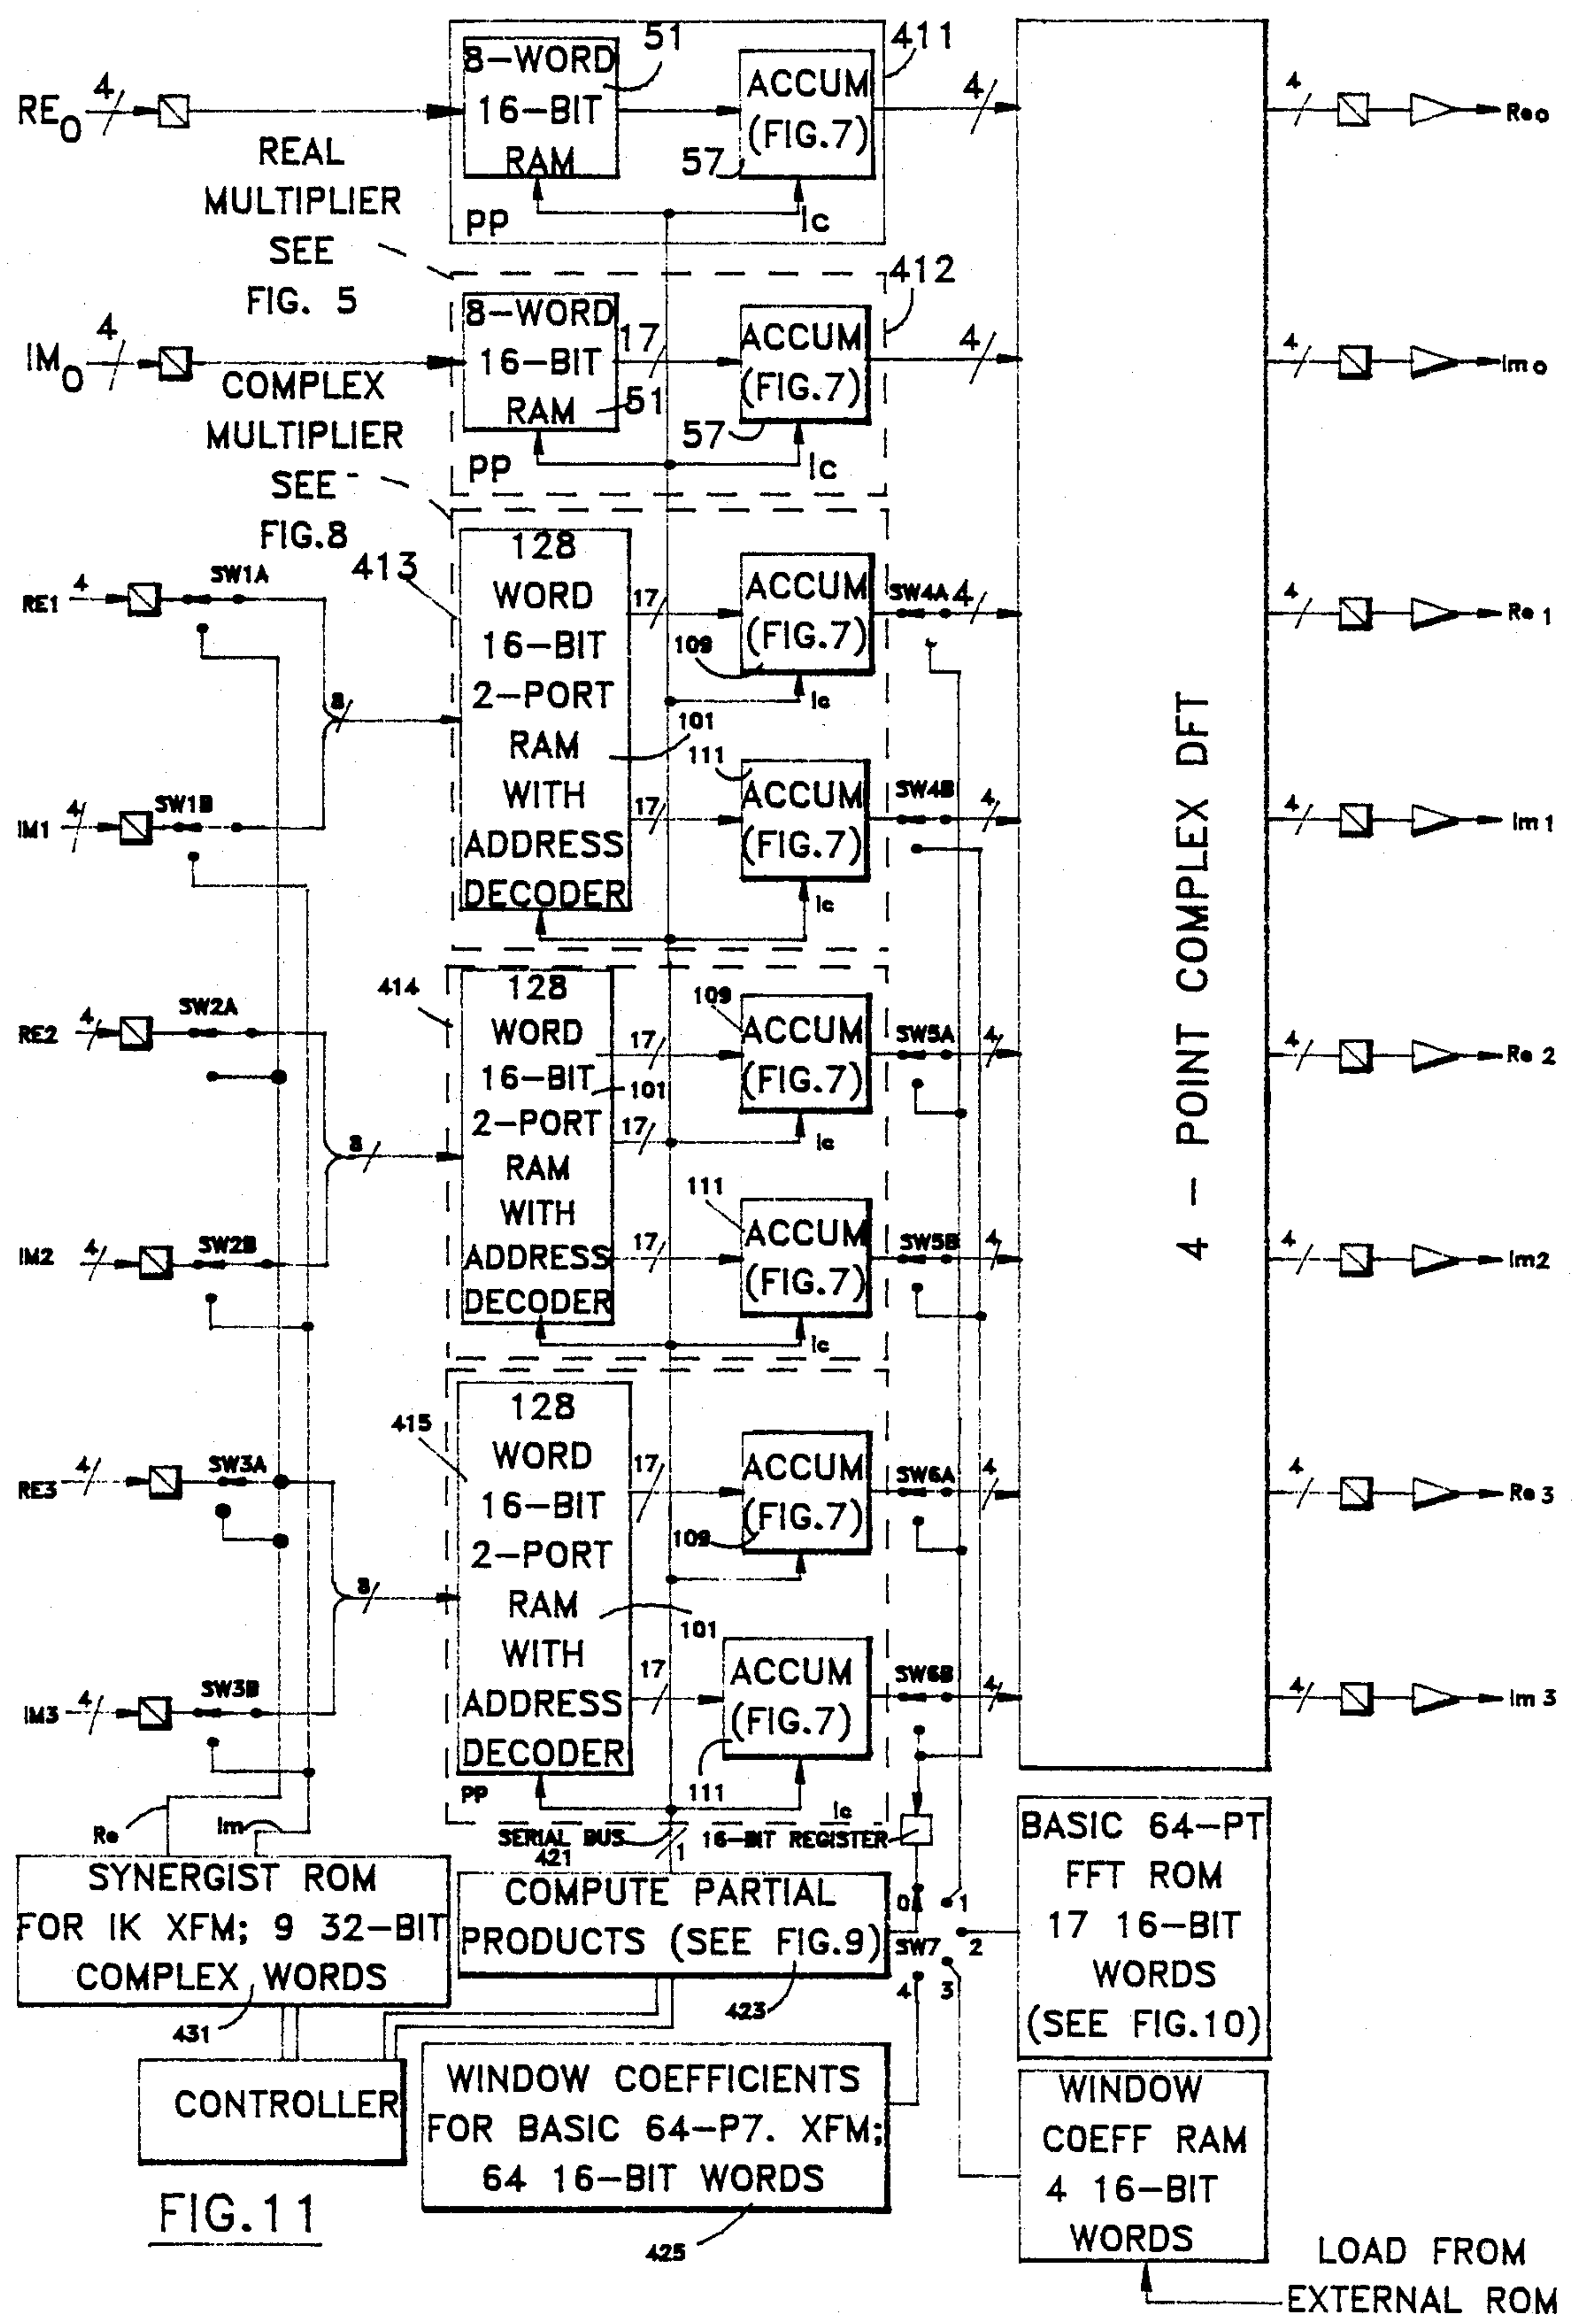 51
411
8-WORD
16-BIT
RAM
ACCUM
(FIG.7)
57
RE0
4
4
4
Reo
PP
Ic
REAL
MULTIPLIER
SEE
FIG. 5
412
8-WORD
16-BIT
RAM
51
17
ACCUM
(FIG.7)
57
IM0
4
4
4
Imo
PP
Ic
COMPLEX
MULTIPLIER
SEE
FIG.8
413
128
WORD
16-BIT
2-PORT
RAM
WITH
ADDRESS
DECODER
101
RE1
4
SW1A
8
IM1
4
SW1B
17
ACCUM
(FIG.7)
109
Ic
SW4A
4
4
Re 1
17
111
ACCUM
(FIG.7)
Ic
SW4B
4
4
Im 1
4 - POINT COMPLEX DFT
414
128
WORD
16-BIT
2-PORT
RAM
WITH
ADDRESS
DECODER
101
RE2
4
SW2A
8
IM2
4
SW2B
17
109
ACCUM
(FIG.7)
17
Ic
SW5A
4
4
Re 2
17
111
ACCUM
(FIG.7)
Ic
SW5B
4
4
Im2
415
128
WORD
16-BIT
2-PORT
RAM
WITH
ADDRESS
DECODER
101
PP
RE3
4
SW3A
8
IM3
4
SW3B
17
ACCUM
(FIG.7)
109
SW6A
4
4
Re 3
17
ACCUM
(FIG.7)
111
Ic
SW6B
4
4
Im 3
Re
Im
SERIAL BUS
421
1
16-BIT REGISTER
SYNERGIST ROM
FOR IK XFM; 9 32-BIT
COMPLEX WORDS
431
COMPUTE PARTIAL
PRODUCTS (SEE FIG.9)
423
0
1
2
3
4
SW7
BASIC 64-PT
FFT ROM
17 16-BIT
WORDS
(SEE FIG.10)
CONTROLLER
WINDOW COEFFICIENTS
FOR BASIC 64-P7. XFM;
64 16-BIT WORDS
425
WINDOW
COEFF RAM
4 16-BIT
WORDS
LOAD FROM
EXTERNAL ROM
FIG.11